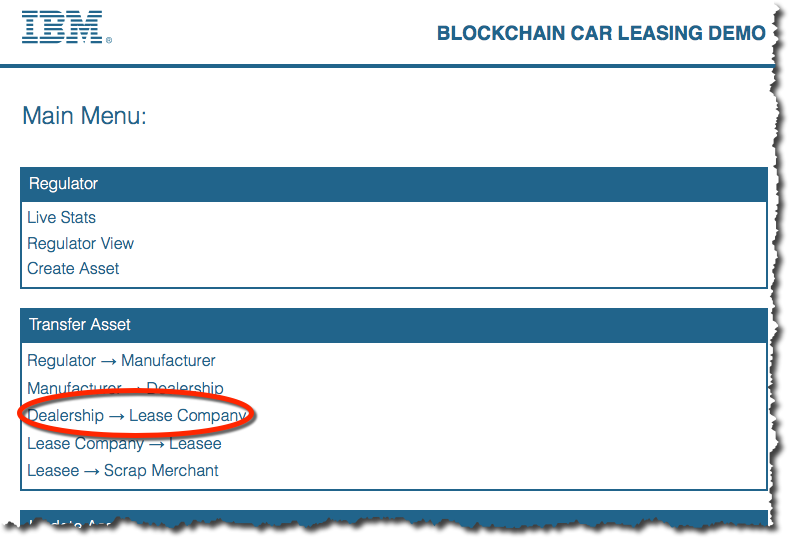 IBM®
BLOCKCHAIN CAR LEASING DEMO
Main Menu:
Regulator
Live Stats
Regulator View
Create Asset
Transfer Asset
Regulator → Manufacturer
Manufacturer → Dealership
Dealership → Lease Company
Lease Company → Leasee
Leasee → Scrap Merchant